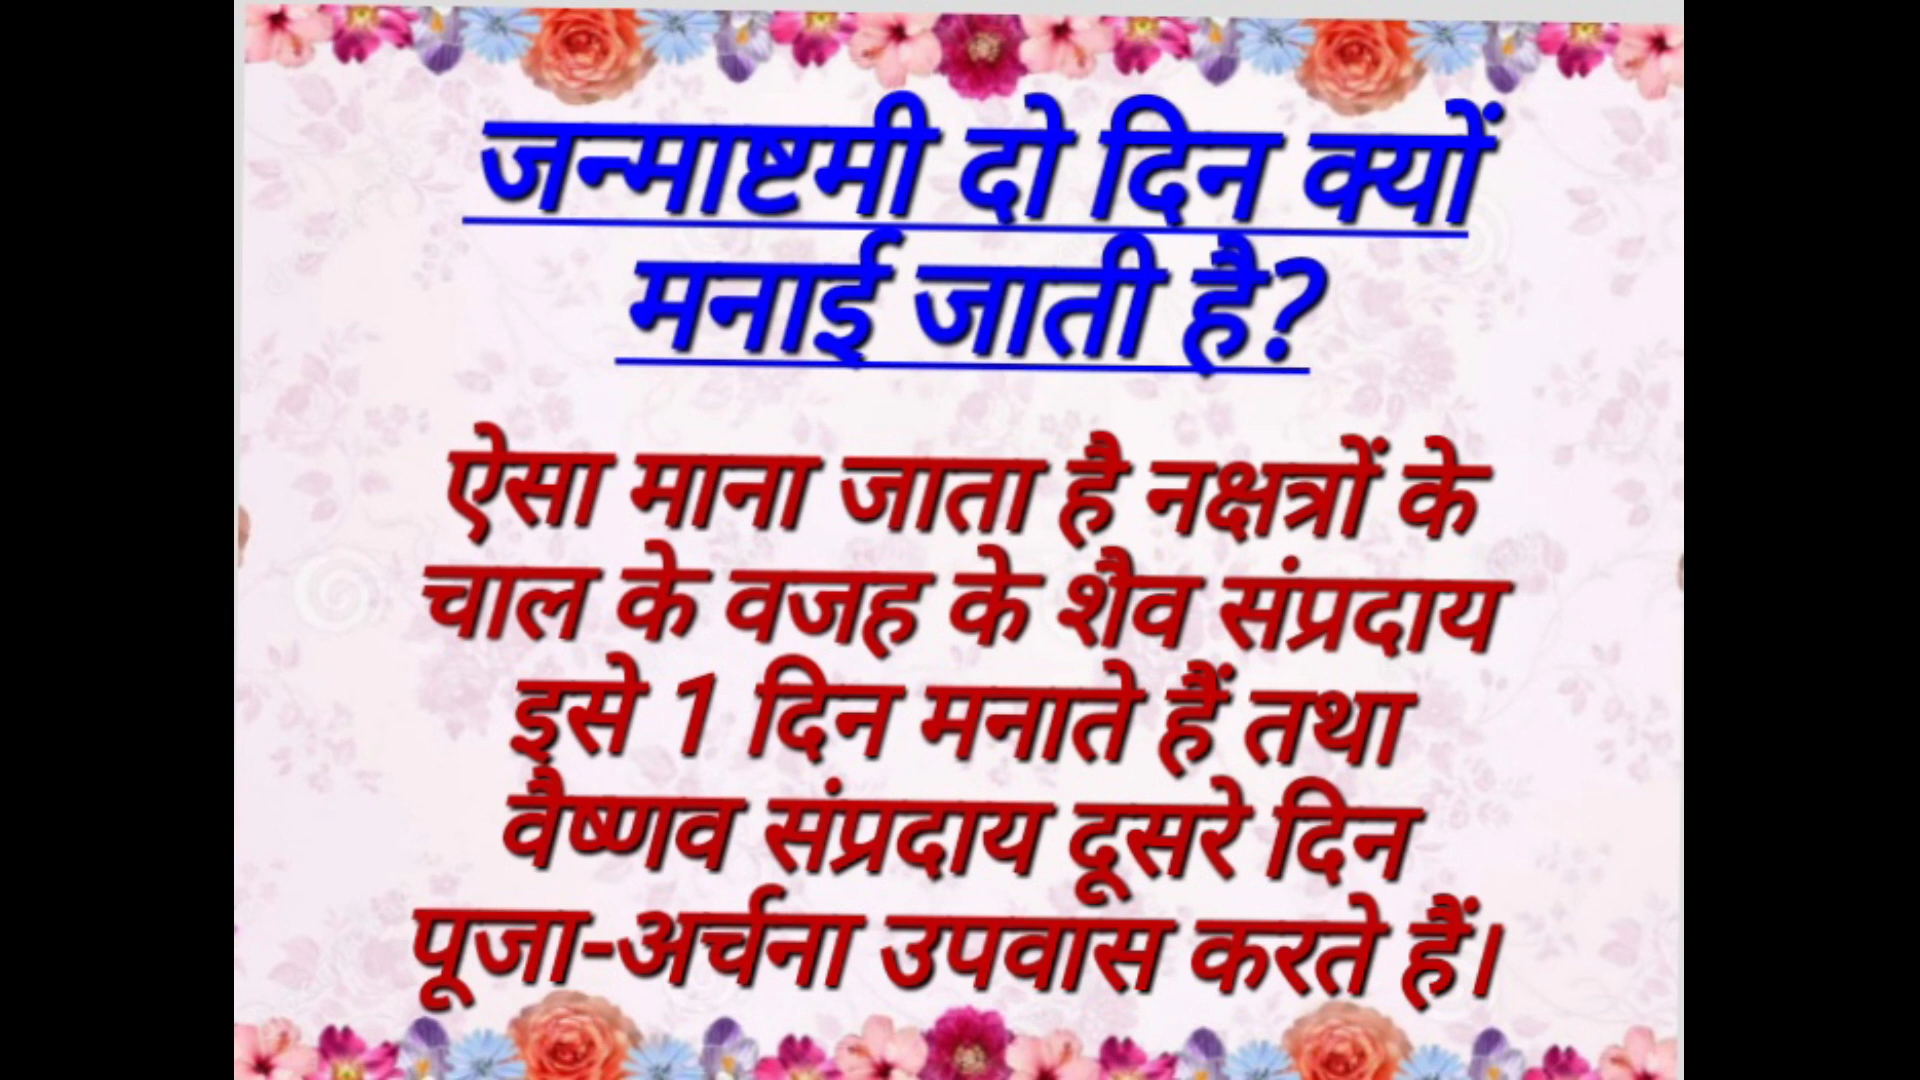 जन्माष्टमी दो दिन क्यों
मनाई जाती है?
ऐसा माना जाता है नक्षत्रों के
चाल के वजह के शैव संप्रदाय
इसे 1 दिन मनाते हैं तथा
वैष्णव संप्रदाय दूसरे दिन
पूजा-अर्चना उपवास करते हैं।